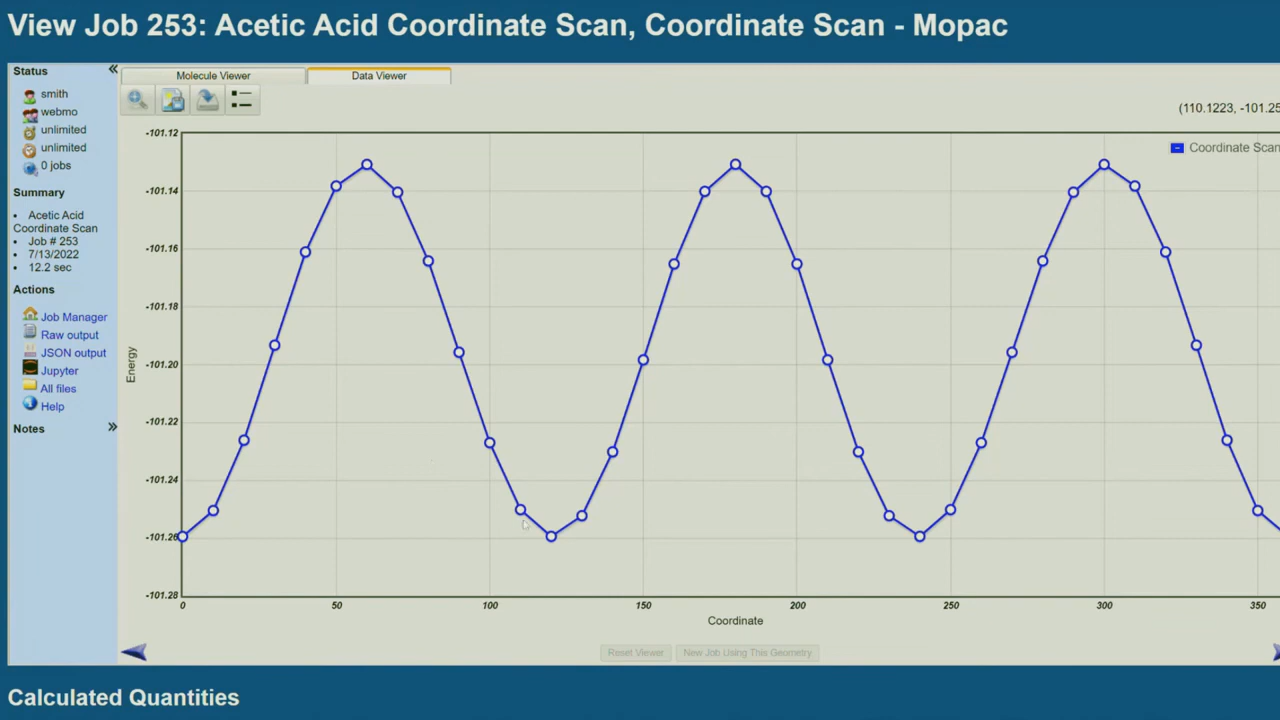 View Job 253: Acetic Acid Coordinate Scan, Coordinate Scan - Mopac
Status
smith
webmo
unlimited
unlimited
0 jobs
Summary
• Acetic Acid
Coordinate Scan
• Job # 253
• 7/13/2022
• 12.2 sec
Actions
Job Manager
Raw output
JSON output
Jupyter
All files
Help
Notes
Molecule Viewer Data Viewer
(110.1223, -101.25
Coordinate Scan
-101.12
-101.14
-101.16
-101.18
-101.20
-101.22
-101.24
-101.26
-101.28
Energy
0 50 100 150 200 250 300 350
Coordinate
Reset Viewer New Job Using This Geometry
Calculated Quantities